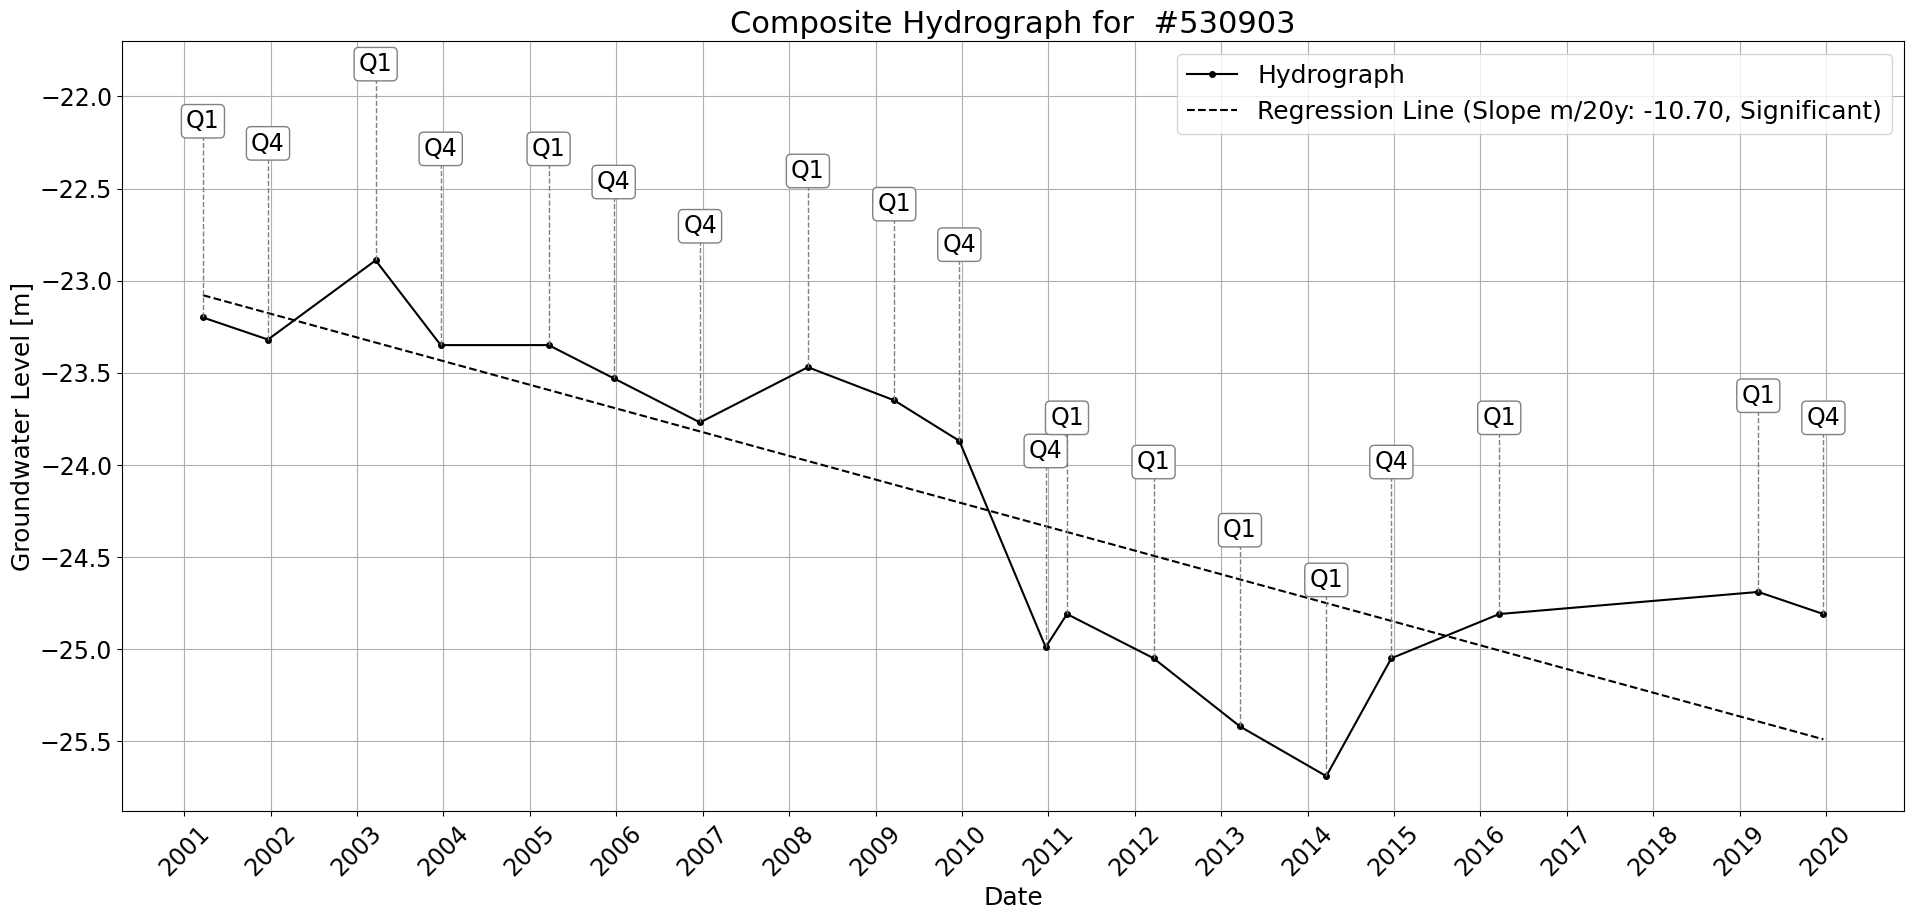 Composite Hydrograph for  #530903
Hydrograph
Regression Line (Slope m/20y: -10.70, Significant)
Groundwater Level [m]
−22.0
−22.5
−23.0
−23.5
−24.0
−24.5
−25.0
−25.5
Q1
Q4
Q1
Q4
Q1
Q4
Q4
Q1
Q1
Q4
Q4
Q1
Q1
Q1
Q1
Q4
Q1
Q1
Q4
2001
2002
2003
2004
2005
2006
2007
2008
2009
2010
2011
2012
2013
2014
2015
2016
2017
2018
2019
2020
Date